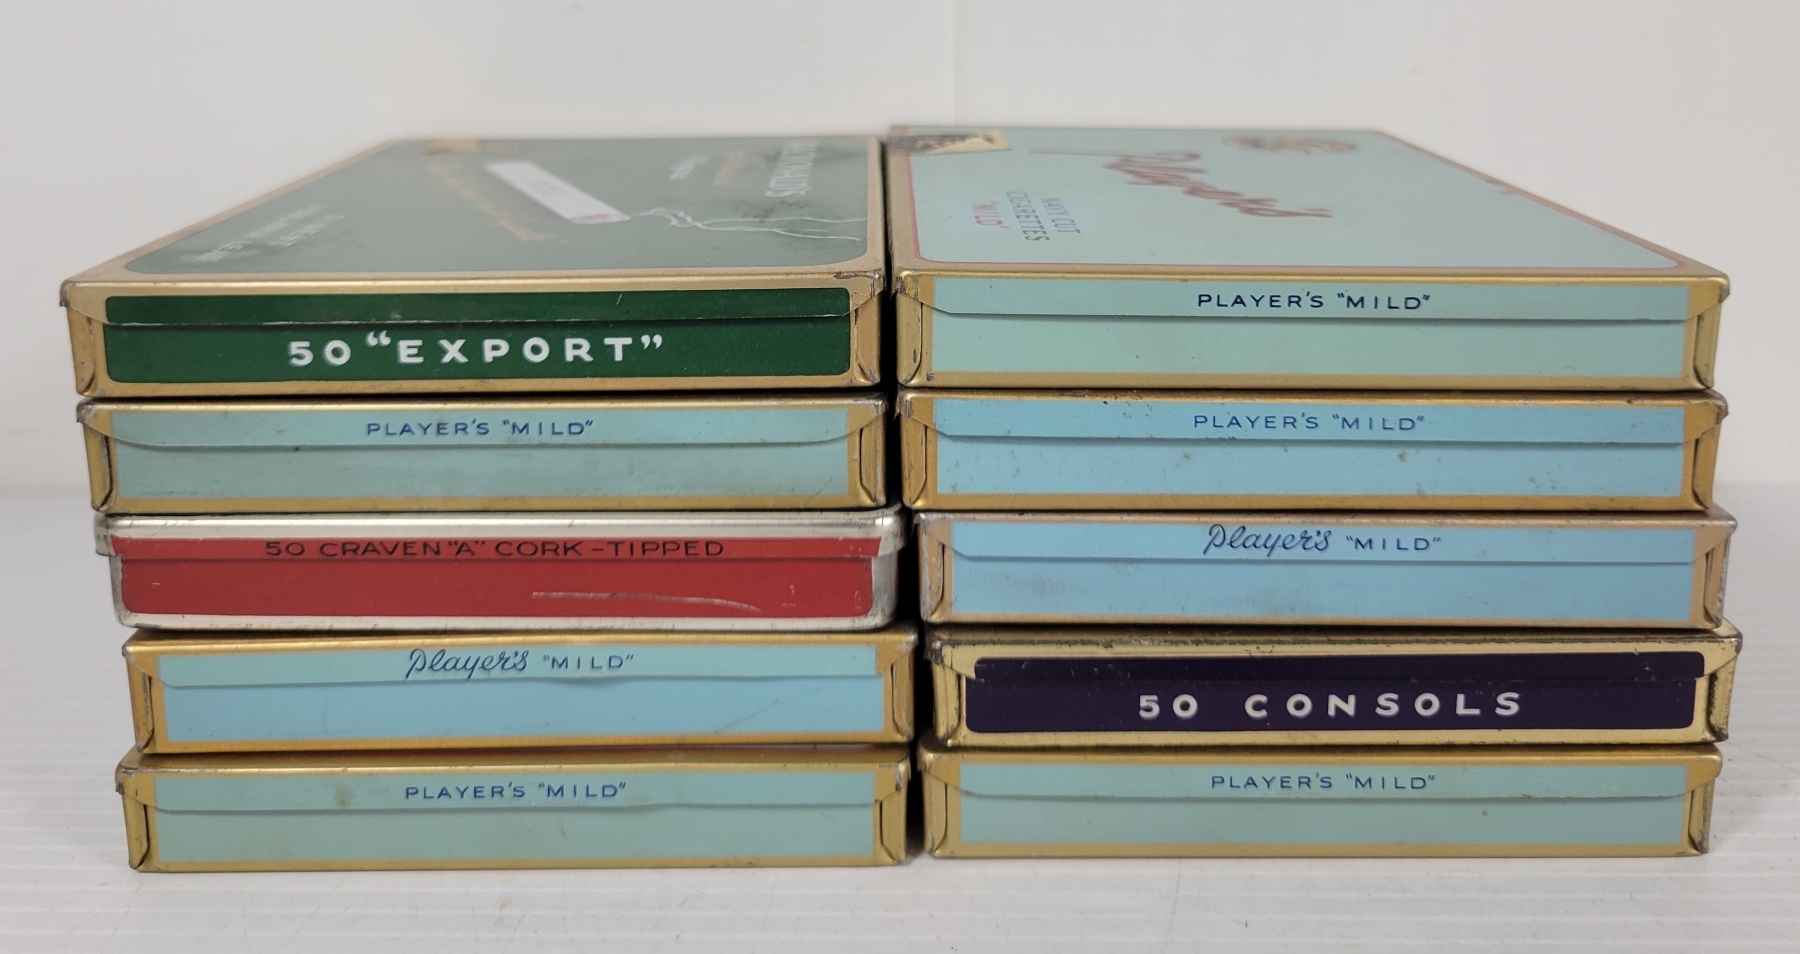 MACDONALD'S
50 "EXPORT"
PLAYER'S "MILD"
50 CRAVEN "A" CORK-TIPPED
Player's "MILD"
PLAYER'S "MILD"
Player's
NAVY CUT
CIGARETTES
"MILD"
PLAYER'S "MILD"
PLAYER'S "MILD"
Player's "MILD"
50 CONSOLS
PLAYER'S "MILD"